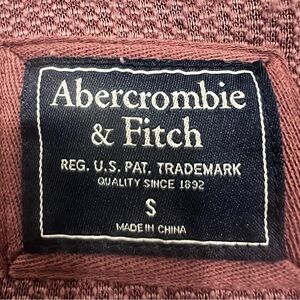 Abercrombie
& Fitch
REG. U.S. PAT. TRADEMARK
QUALITY SINCE 1892
S
MADE IN CHINA